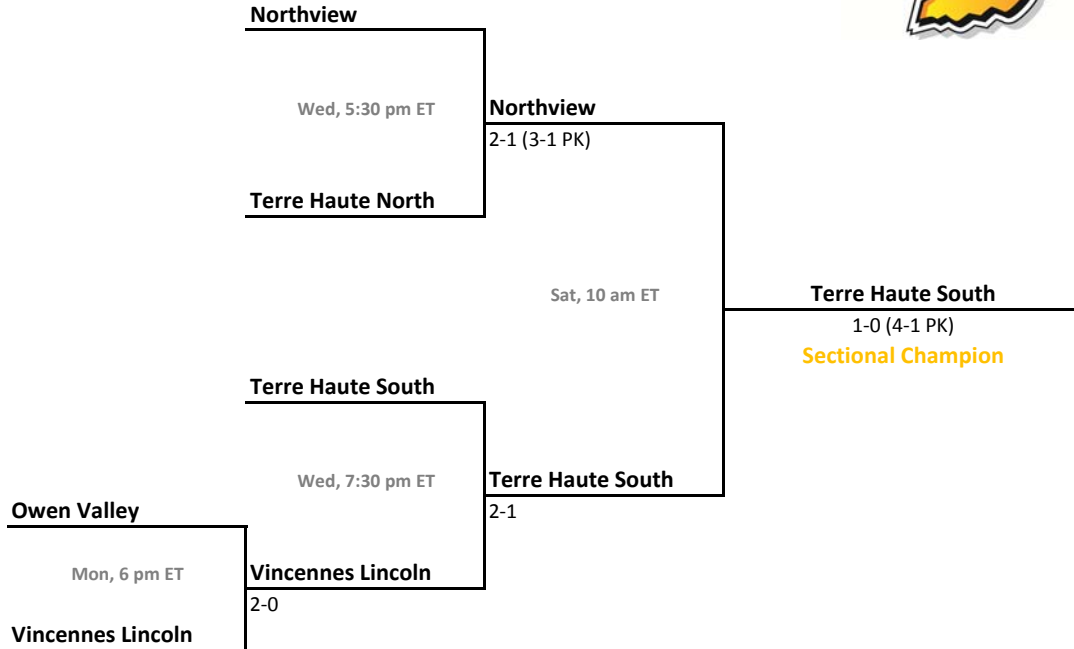 Northview
Wed, 5:30 pm ET
Northview
2-1 (3-1 PK)
Terre Haute North
Sat, 10 am ET
Terre Haute South
1-0 (4-1 PK)
Sectional Champion
Terre Haute South
Wed, 7:30 pm ET
Terre Haute South
2-1
Owen Valley
Mon, 6 pm ET
Vincennes Lincoln
2-0
Vincennes Lincoln